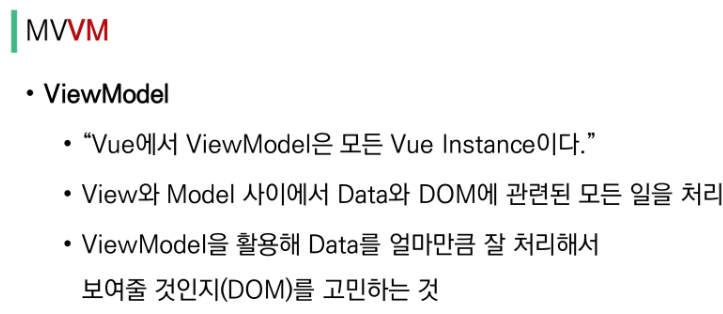 MVVM
• ViewModel
• “Vue에서 ViewModel은 모든 Vue Instance이다.”
• View와 Model 사이에서 Data와 DOM에 관련된 모든 일을 처리
• ViewModel을 활용해 Data를 얼마만큼 잘 처리해서
보여줄 것인지(DOM)를 고민하는 것